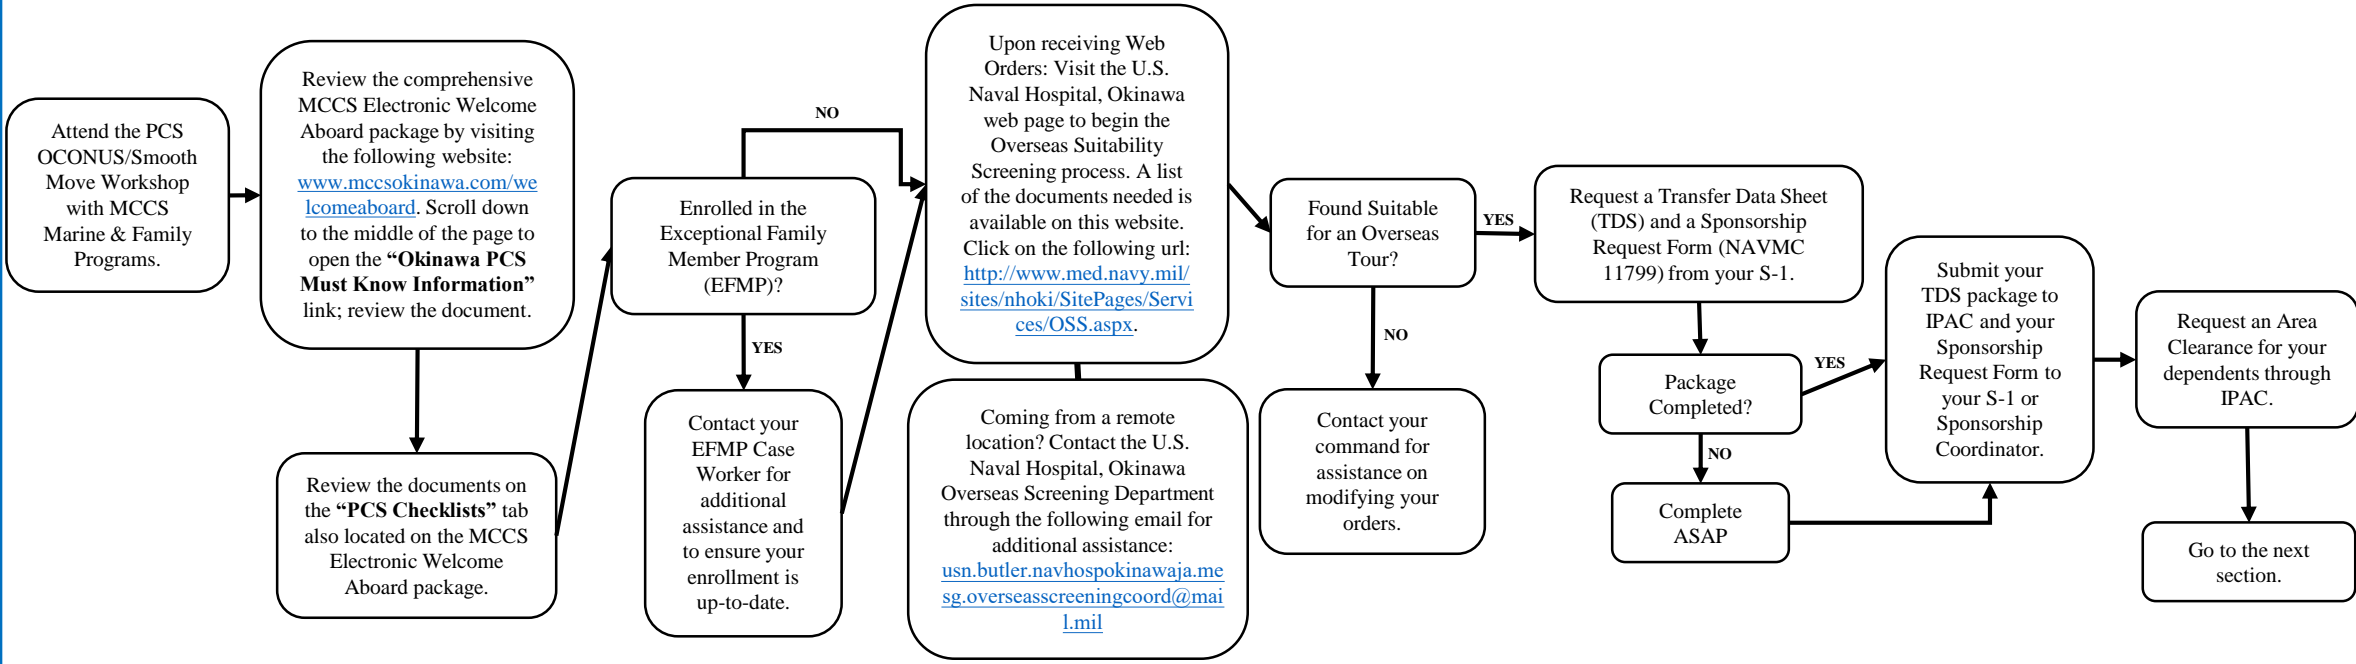 Attend the PCS
OCONUS/Smooth
Move Workshop
with MCCS
Marine & Family
Programs.
Review the comprehensive
MCCS Electronic Welcome
Aboard package by visiting
the following website:
www.mccsokinawa.com/we
lcomeaboard. Scroll down
to the middle of the page to
open the “Okinawa PCS
Must Know Information”
link; review the document.
Review the documents on
the “PCS Checklists” tab
also located on the MCCS
Electronic Welcome
Aboard package.
Enrolled in the
Exceptional Family
Member Program
(EFMP)?
NO
YES
Contact your
EFMP Case
Worker for
additional
assistance and
to ensure your
enrollment is
up-to-date.
Upon receiving Web
Orders: Visit the U.S.
Naval Hospital, Okinawa
web page to begin the
Overseas Suitability
Screening process. A list
of the documents needed is
available on this website.
Click on the following url:
http://www.med.navy.mil/
sites/nhoki/SitePages/Servi
ces/OSS.aspx.
Coming from a remote
location? Contact the U.S.
Naval Hospital, Okinawa
Overseas Screening Department
through the following email for
additional assistance:
usn.butler.navhospokinawaja.me
sg.overseasscreeningcoord@mai
l.mil
Found Suitable
for an Overseas
Tour?
YES
NO
Contact your
command for
assistance on
modifying your
orders.
Request a Transfer Data Sheet
(TDS) and a Sponsorship
Request Form (NAVMC
11799) from your S-1.
Package
Completed?
YES
NO
Complete
ASAP
Submit your
TDS package to
IPAC and your
Sponsorship
Request Form to
your S-1 or
Sponsorship
Coordinator.
Request an Area
Clearance for your
dependents through
IPAC.
Go to the next
section.